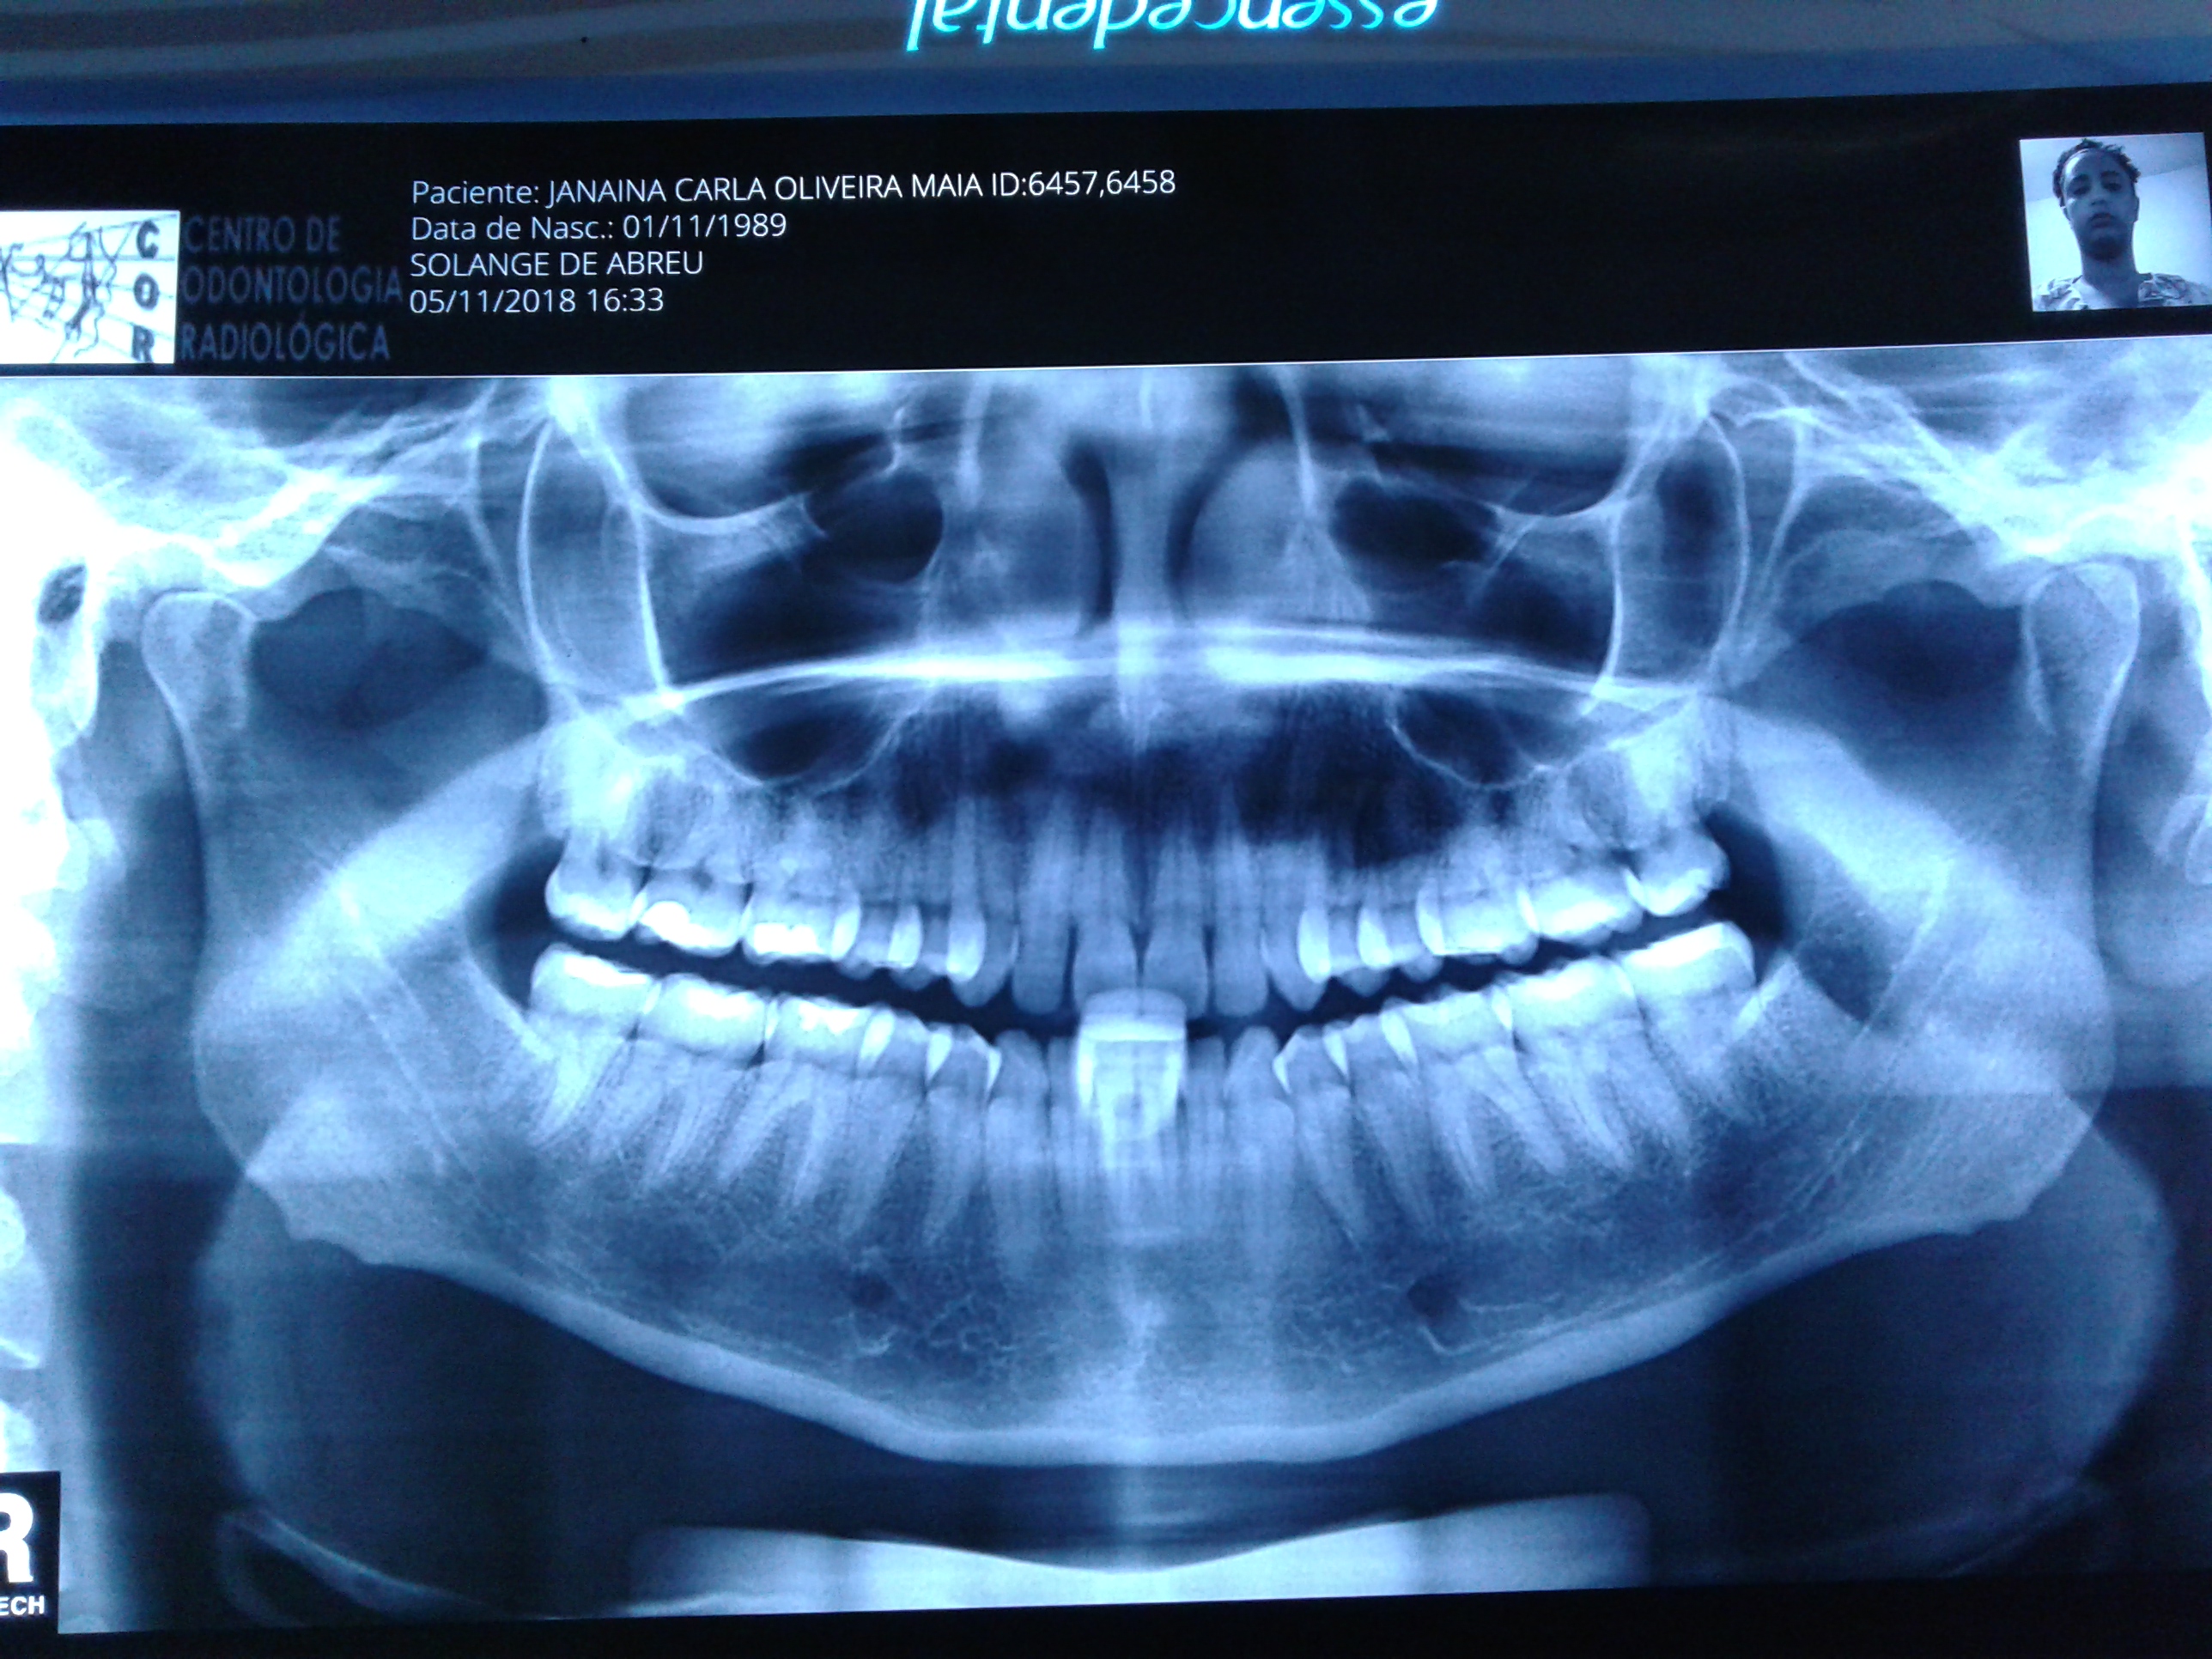 essencedental
Paciente: JANAINA CARLA OLIVEIRA MAIA ID:6457,6458
Data de Nasc.: 01/11/1989
SOLANGE DE ABREU
05/11/2018 16:33
C CENTRO DE
O ODONTOLOGIA
R RADIOLÓGICA
R
ECH